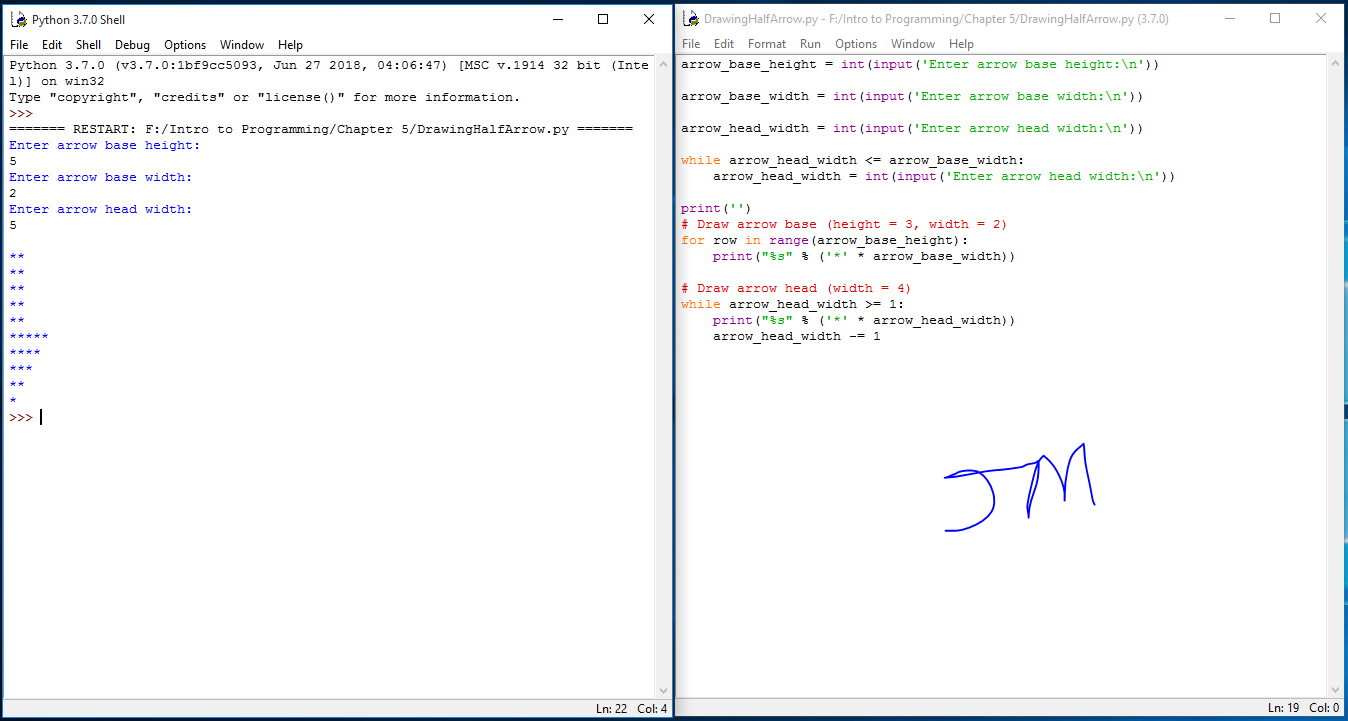 Python 3.7.0 Shell
File Edit Shell Debug Options Window Help
Python 3.7.0 (v3.7.0:1bf9cc5093, Jun 27 2018, 04:06:47) [MSC v.1914 32 bit (Inte
l)] on win32
Type "copyright", "credits" or "license()" for more information.
>>>
======= RESTART: F:/Intro to Programming/Chapter 5/DrawingHalfArrow.py =======
Enter arrow base height:
5
Enter arrow base width:
2
Enter arrow head width:
5

**
**
**
**
**
*****
****
***
**
*
>>>
Ln: 22 Col: 4
DrawingHalfArrow.py - F:/Intro to Programming/Chapter 5/DrawingHalfArrow.py (3.7.0)
File Edit Format Run Options Window Help
arrow_base_height = int(input('Enter arrow base height:\n'))

arrow_base_width = int(input('Enter arrow base width:\n'))

arrow_head_width = int(input('Enter arrow head width:\n'))

while arrow_head_width <= arrow_base_width:
    arrow_head_width = int(input('Enter arrow head width:\n'))

print('')
# Draw arrow base (height = 3, width = 2)
for row in range(arrow_base_height):
    print("%s" % ('*' * arrow_base_width))

# Draw arrow head (width = 4)
while arrow_head_width >= 1:
    print("%s" % ('*' * arrow_head_width))
    arrow_head_width -= 1
JM
Ln: 19 Col: 0